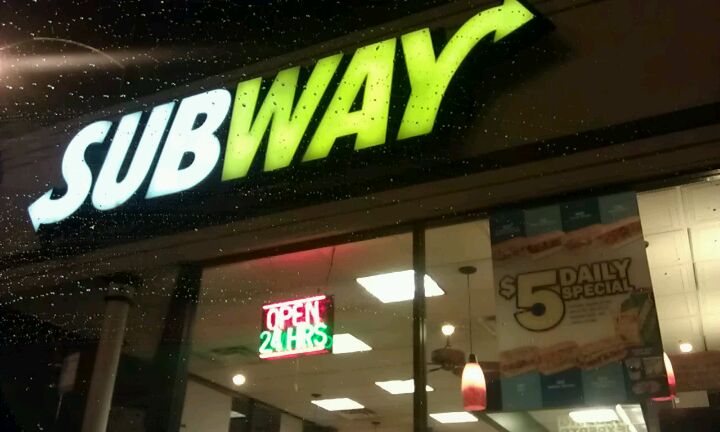 SUBWAY
OPEN
24 HRS
$5 DAILY
SPECIAL